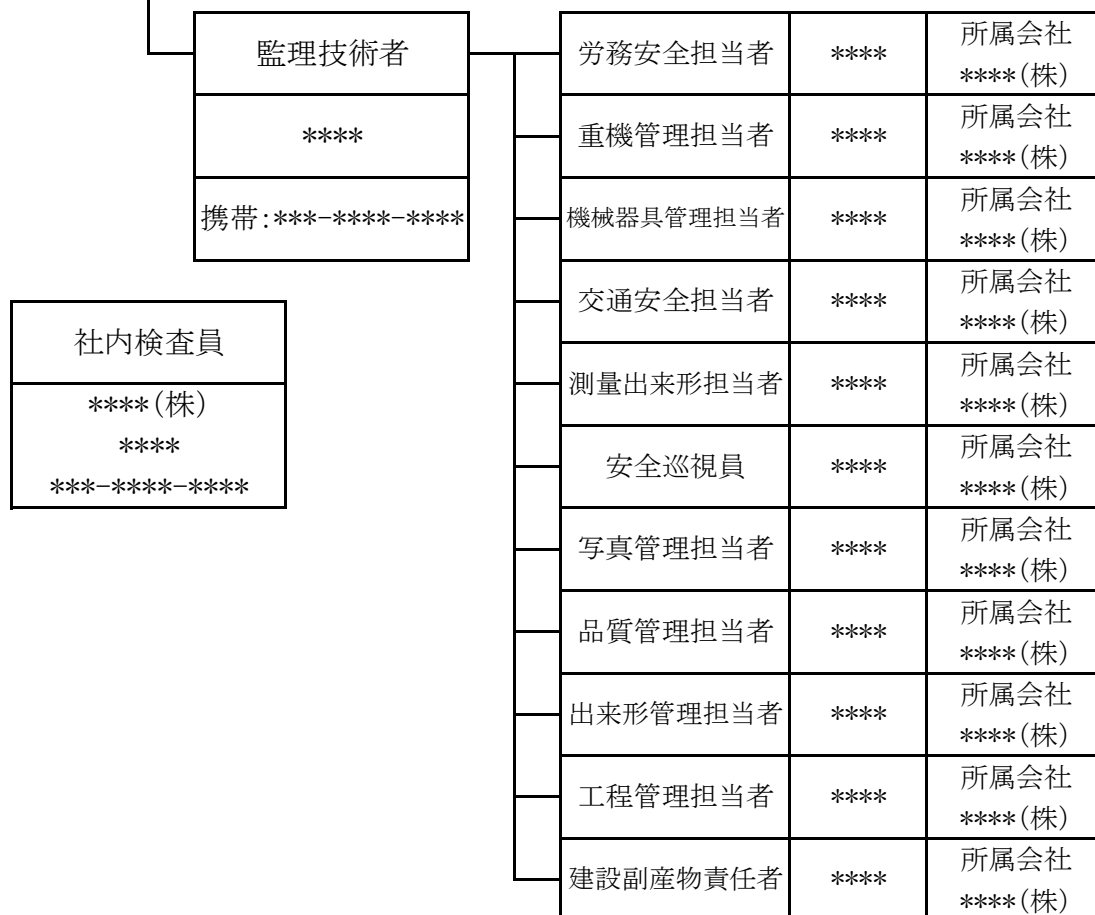 監理技術者
****
携帯:***-****-****
社内検査員
****(株)
****
***-****-****
労務安全担当者 **** 所属会社
****(株)
重機管理担当者 **** 所属会社
****(株)
機械器具管理担当者 **** 所属会社
****(株)
交通安全担当者 **** 所属会社
****(株)
測量出来形担当者 **** 所属会社
****(株)
安全巡視員 **** 所属会社
****(株)
写真管理担当者 **** 所属会社
****(株)
品質管理担当者 **** 所属会社
****(株)
出来形管理担当者 **** 所属会社
****(株)
工程管理担当者 **** 所属会社
****(株)
建設副産物責任者 **** 所属会社
****(株)